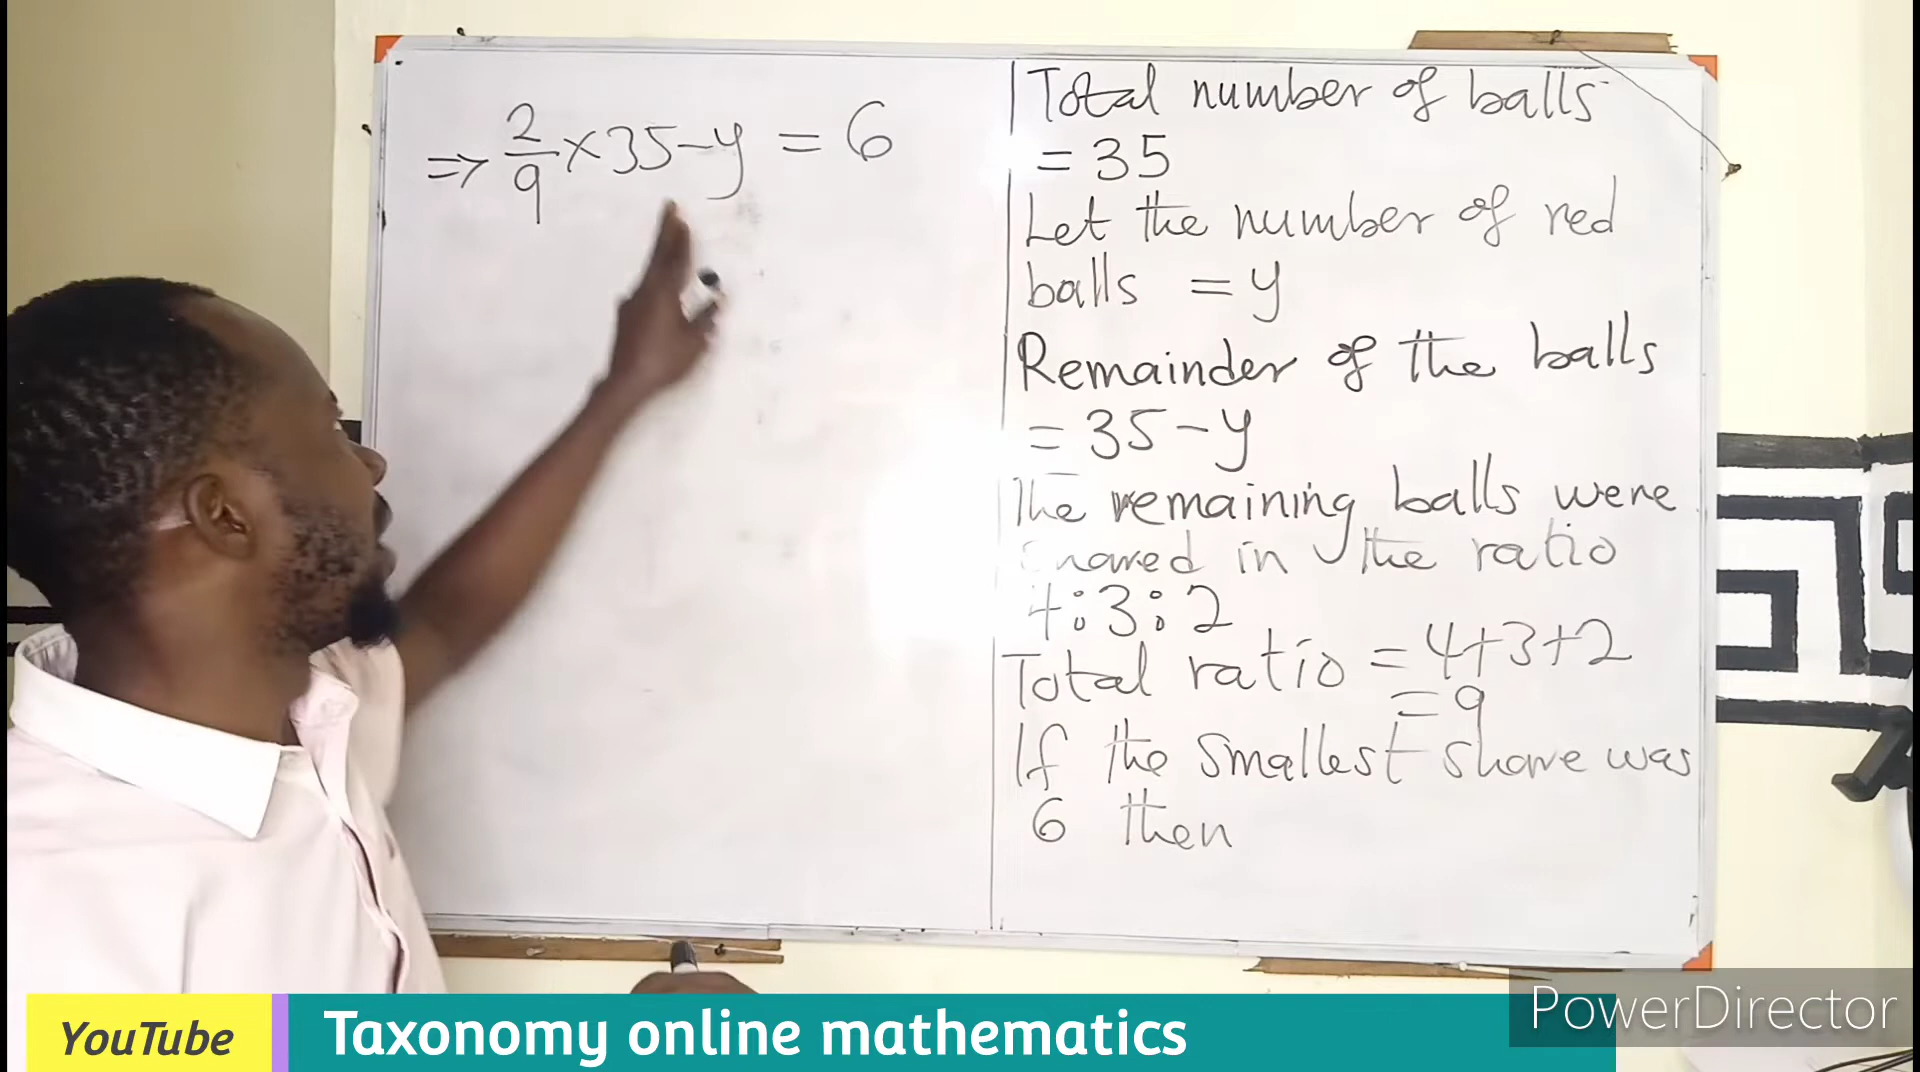 ⇒ 2/9 × 35 - y = 6
Total number of balls
= 35
Let the number of red
balls = y
Remainder of the balls
= 35 - y
The remaining balls were
shared in the ratio
4:3:2
Total ratio = 4+3+2
= 9
If the smallest share was
6 then
PowerDirector
YouTube Taxonomy online mathematics